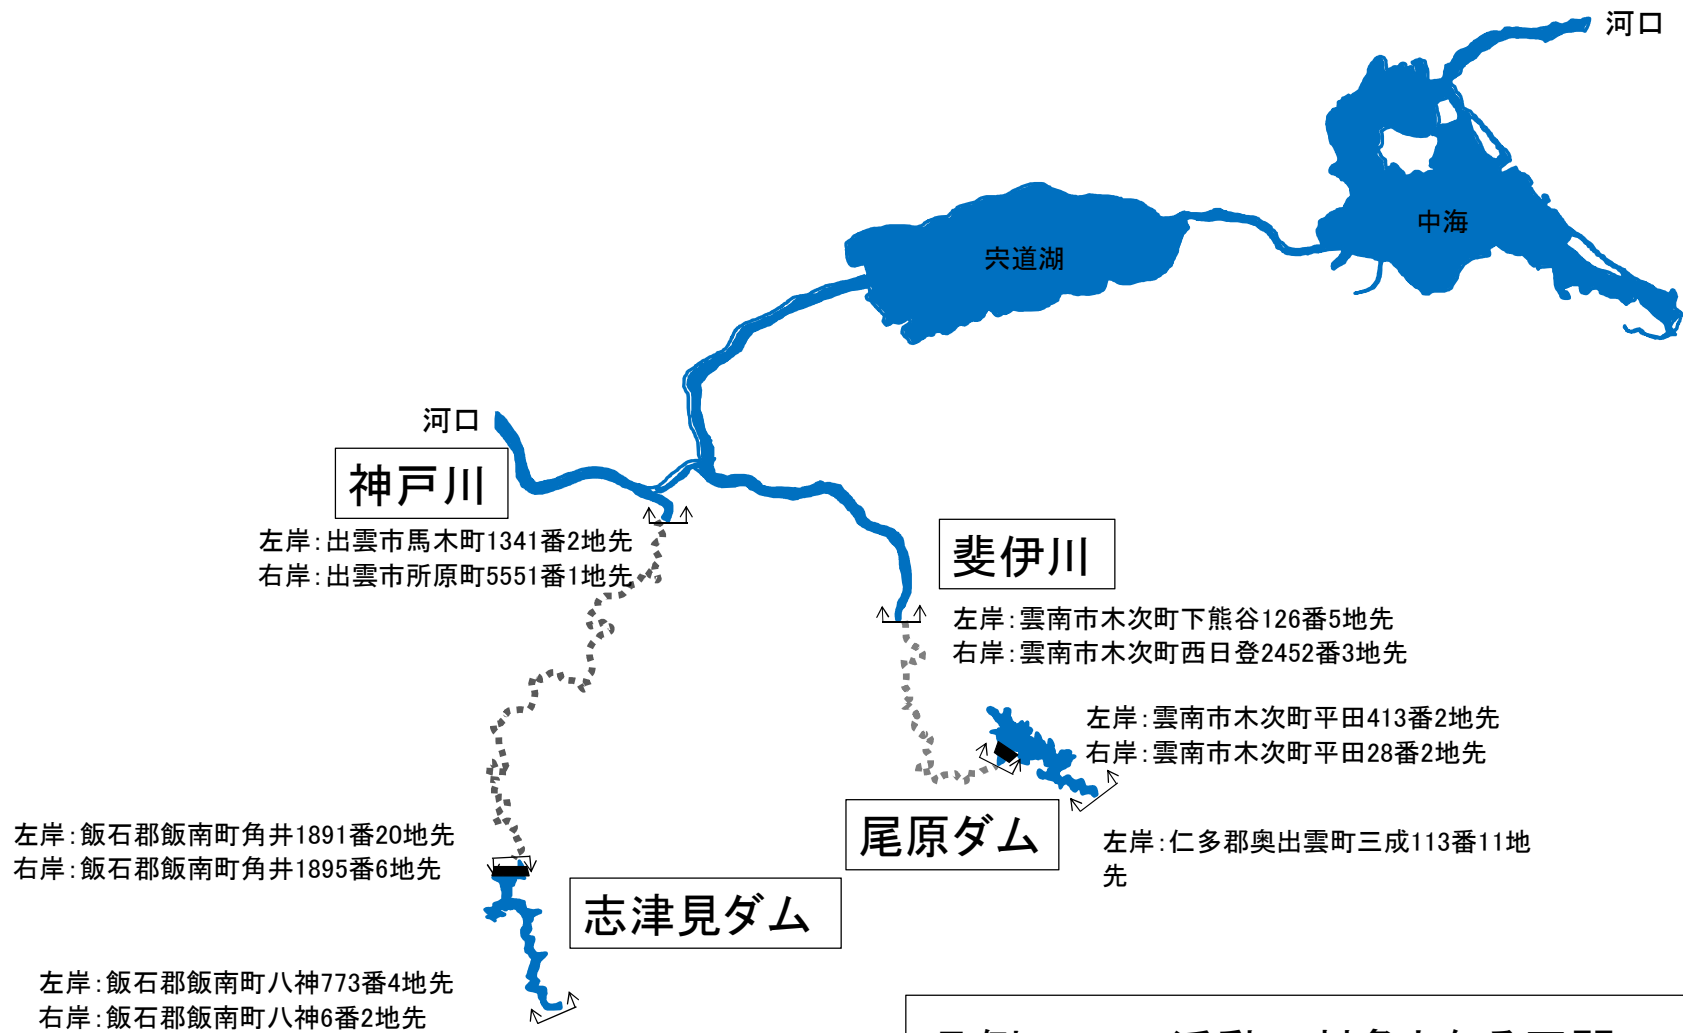 河口
中海
宍道湖
河口
神戸川
左岸：出雲市馬木町1341番2地先
右岸：出雲市所原町5551番1地先
斐伊川
左岸：雲南市木次町下熊谷126番5地先
右岸：雲南市木次町西日登2452番3地先
左岸：雲南市木次町平田413番2地先
右岸：雲南市木次町平田28番2地先
尾原ダム
左岸：仁多郡奥出雲町三成113番11地
先
左岸：飯石郡飯南町角井1891番20地先
右岸：飯石郡飯南町角井1895番6地先
志津見ダム
左岸：飯石郡飯南町八神773番4地先
右岸：飯石郡飯南町八神6番2地先